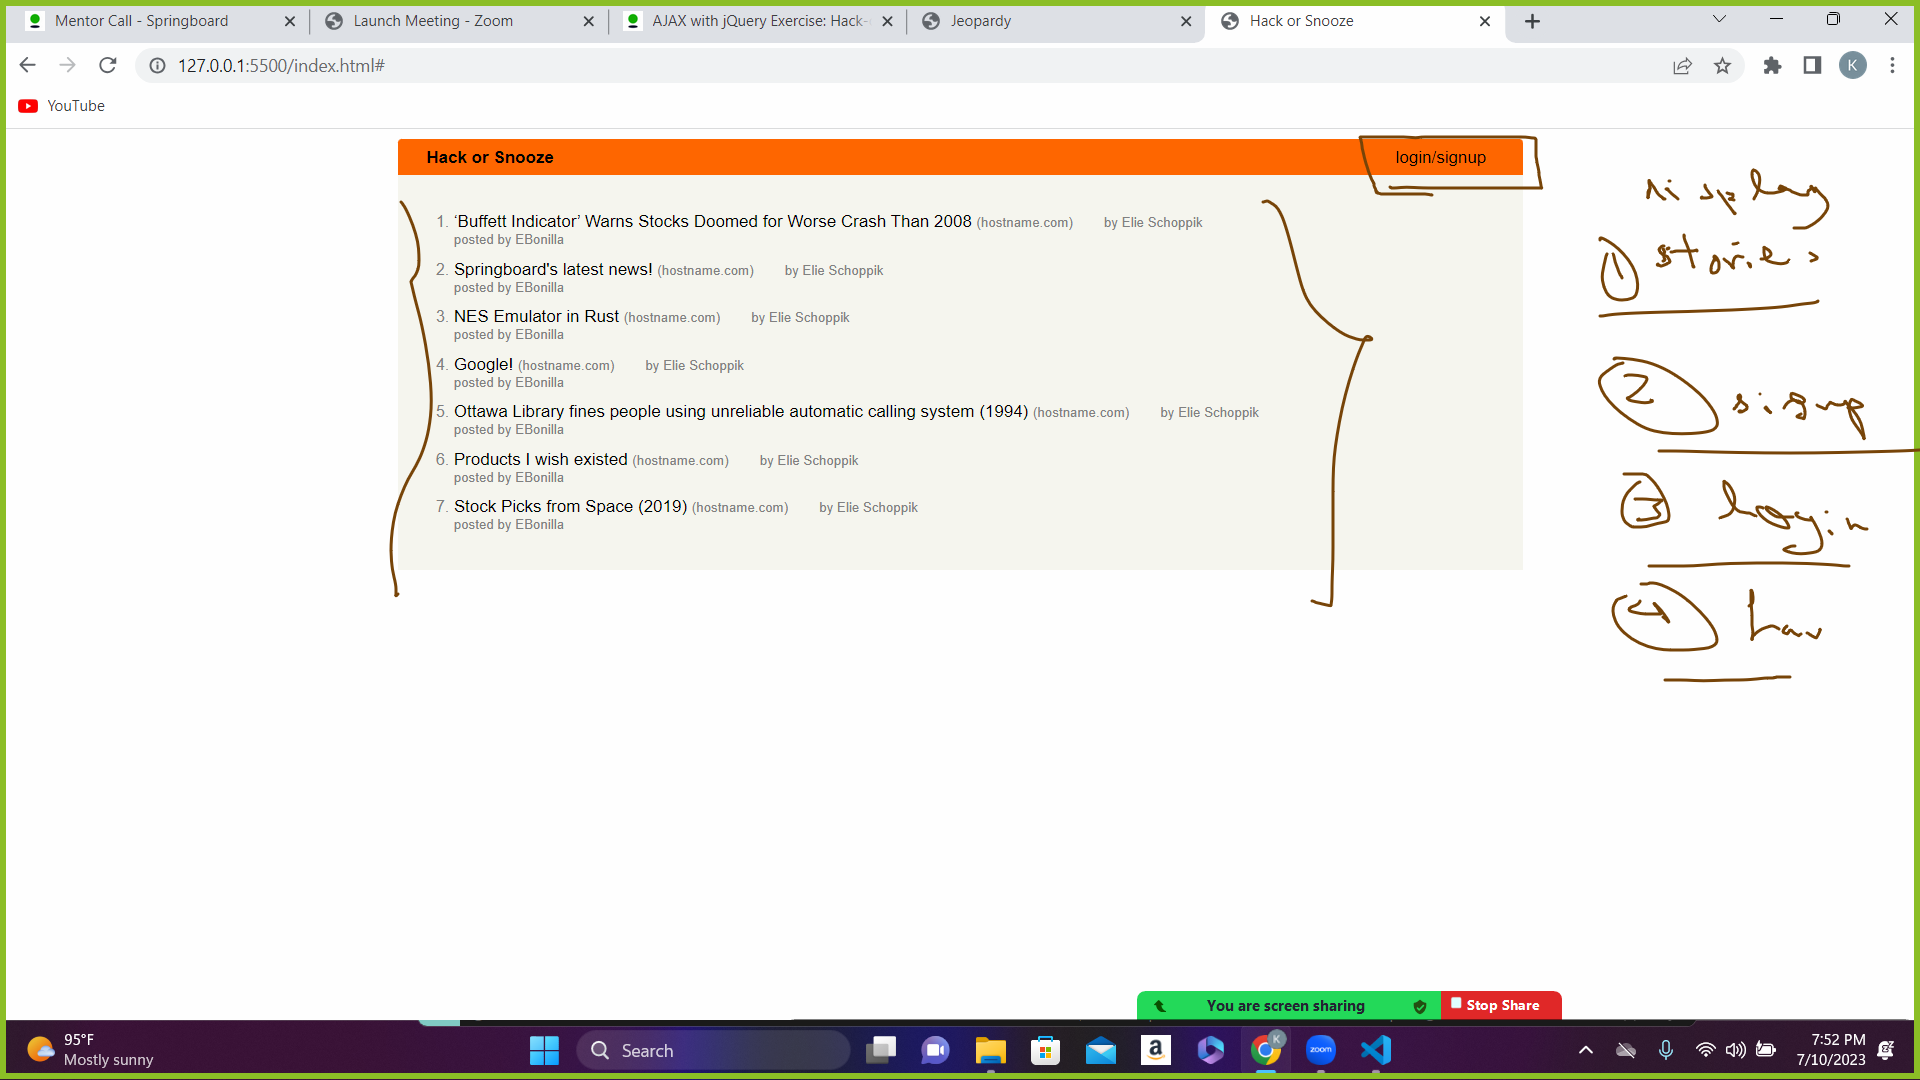 Mentor Call - Springboard
Launch Meeting - Zoom
AJAX with jQuery Exercise: Hack-
Jeopardy
Hack or Snooze
127.0.0.1:5500/index.html#
K
YouTube
Hack or Snooze
login/signup
1. ‘Buffett Indicator’ Warns Stocks Doomed for Worse Crash Than 2008 (hostname.com) by Elie Schoppik
posted by EBonilla
2. Springboard's latest news! (hostname.com) by Elie Schoppik
posted by EBonilla
3. NES Emulator in Rust (hostname.com) by Elie Schoppik
posted by EBonilla
4. Google! (hostname.com) by Elie Schoppik
posted by EBonilla
5. Ottawa Library fines people using unreliable automatic calling system (1994) (hostname.com) by Elie Schoppik
posted by EBonilla
6. Products I wish existed (hostname.com) by Elie Schoppik
posted by EBonilla
7. Stock Picks from Space (2019) (hostname.com) by Elie Schoppik
posted by EBonilla
display
1 stories
2 signup
3 login
4
You are screen sharing
Stop Share
95°F
Mostly sunny
Search
a
K
zoom
7:52 PM
7/10/2023